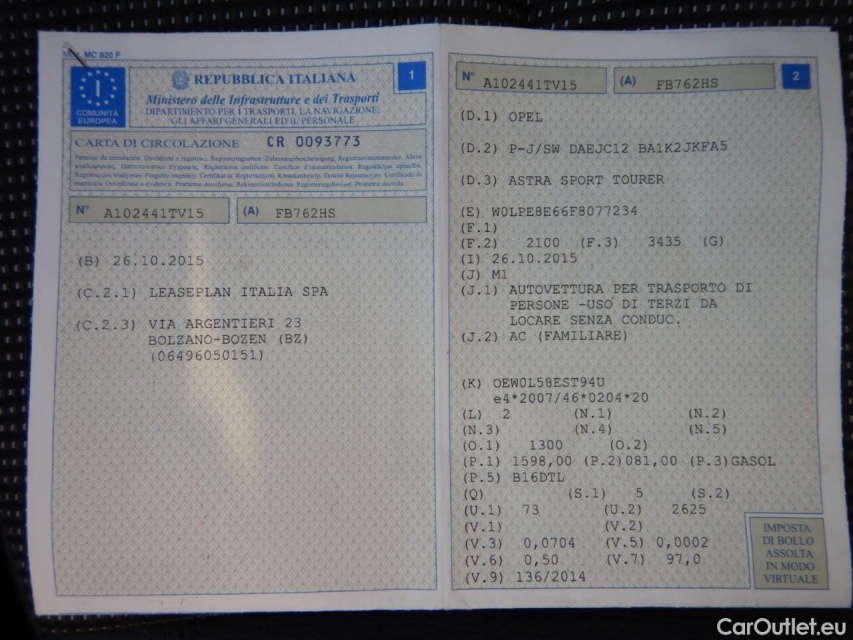 MOD. MC 820 F
I
COMUNITÀ
EUROPEA
REPUBBLICA ITALIANA
Ministero delle Infrastrutture e dei Trasporti
DIPARTIMENTO PER I TRASPORTI, LA NAVIGAZIONE,
GLI AFFARI GENERALI ED IL PERSONALE
1
CARTA DI CIRCOLAZIONE CR 0093773
N° A102441TV15 (A) FB762HS
(B) 26.10.2015
(C.2.1) LEASEPLAN ITALIA SPA
(C.2.3) VIA ARGENTIERI 23
BOLZANO-BOZEN (BZ)
(06496050151)
N° A102441TV15 (A) FB762HS
2
(D.1) OPEL
(D.2) P-J/SW DAEJC12 BA1K2JKFA5
(D.3) ASTRA SPORT TOURER
(E) W0LPE8E66F8077234
(F.1)
(F.2) 2100 (F.3) 3435 (G)
(I) 26.10.2015
(J) M1
(J.1) AUTOVETTURA PER TRASPORTO DI
PERSONE -USO DI TERZI DA
LOCARE SENZA CONDUC.
(J.2) AC (FAMILIARE)
(K) OEW0L58EST94U
e4*2007/46*0204*20
(L) 2 (N.1) (N.2)
(N.3) (N.4) (N.5)
(O.1) 1300 (O.2)
(P.1) 1598,00 (P.2)081,00 (P.3)GASOL
(P.5) B16DTL
(Q) (S.1) 5 (S.2)
(U.1) 73 (U.2) 2625
(V.1) (V.2)
(V.3) 0,0704 (V.5) 0,0002
(V.6) 0,50 (V.7) 97,0
(V.9) 136/2014
IMPOSTA
DI BOLLO
ASSOLTA
IN MODO
VIRTUALE
CarOutlet.eu